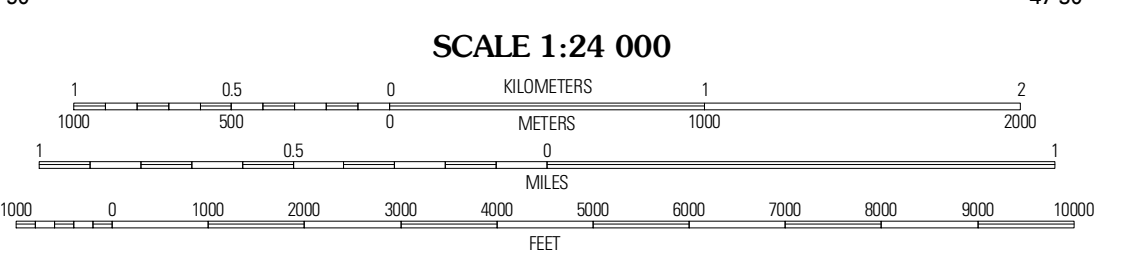 SCALE 1:24 000
1 0.5 0 KILOMETERS 1 2
1000 500 0 METERS 1000 2000
1 0.5 0 1
MILES
1000 0 1000 2000 3000 4000 5000 6000 7000 8000 9000 10000
FEET